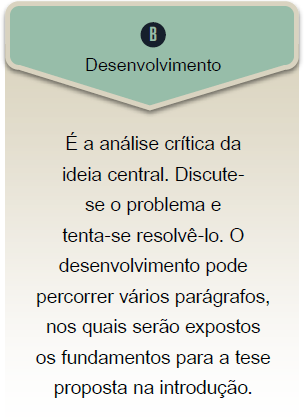 B
Desenvolvimento
É a análise crítica da
ideia central. Discute-
se o problema e
tenta-se resolvê-lo. O
desenvolvimento pode
percorrer vários parágrafos,
nos quais serão expostos
os fundamentos para a tese
proposta na introdução.